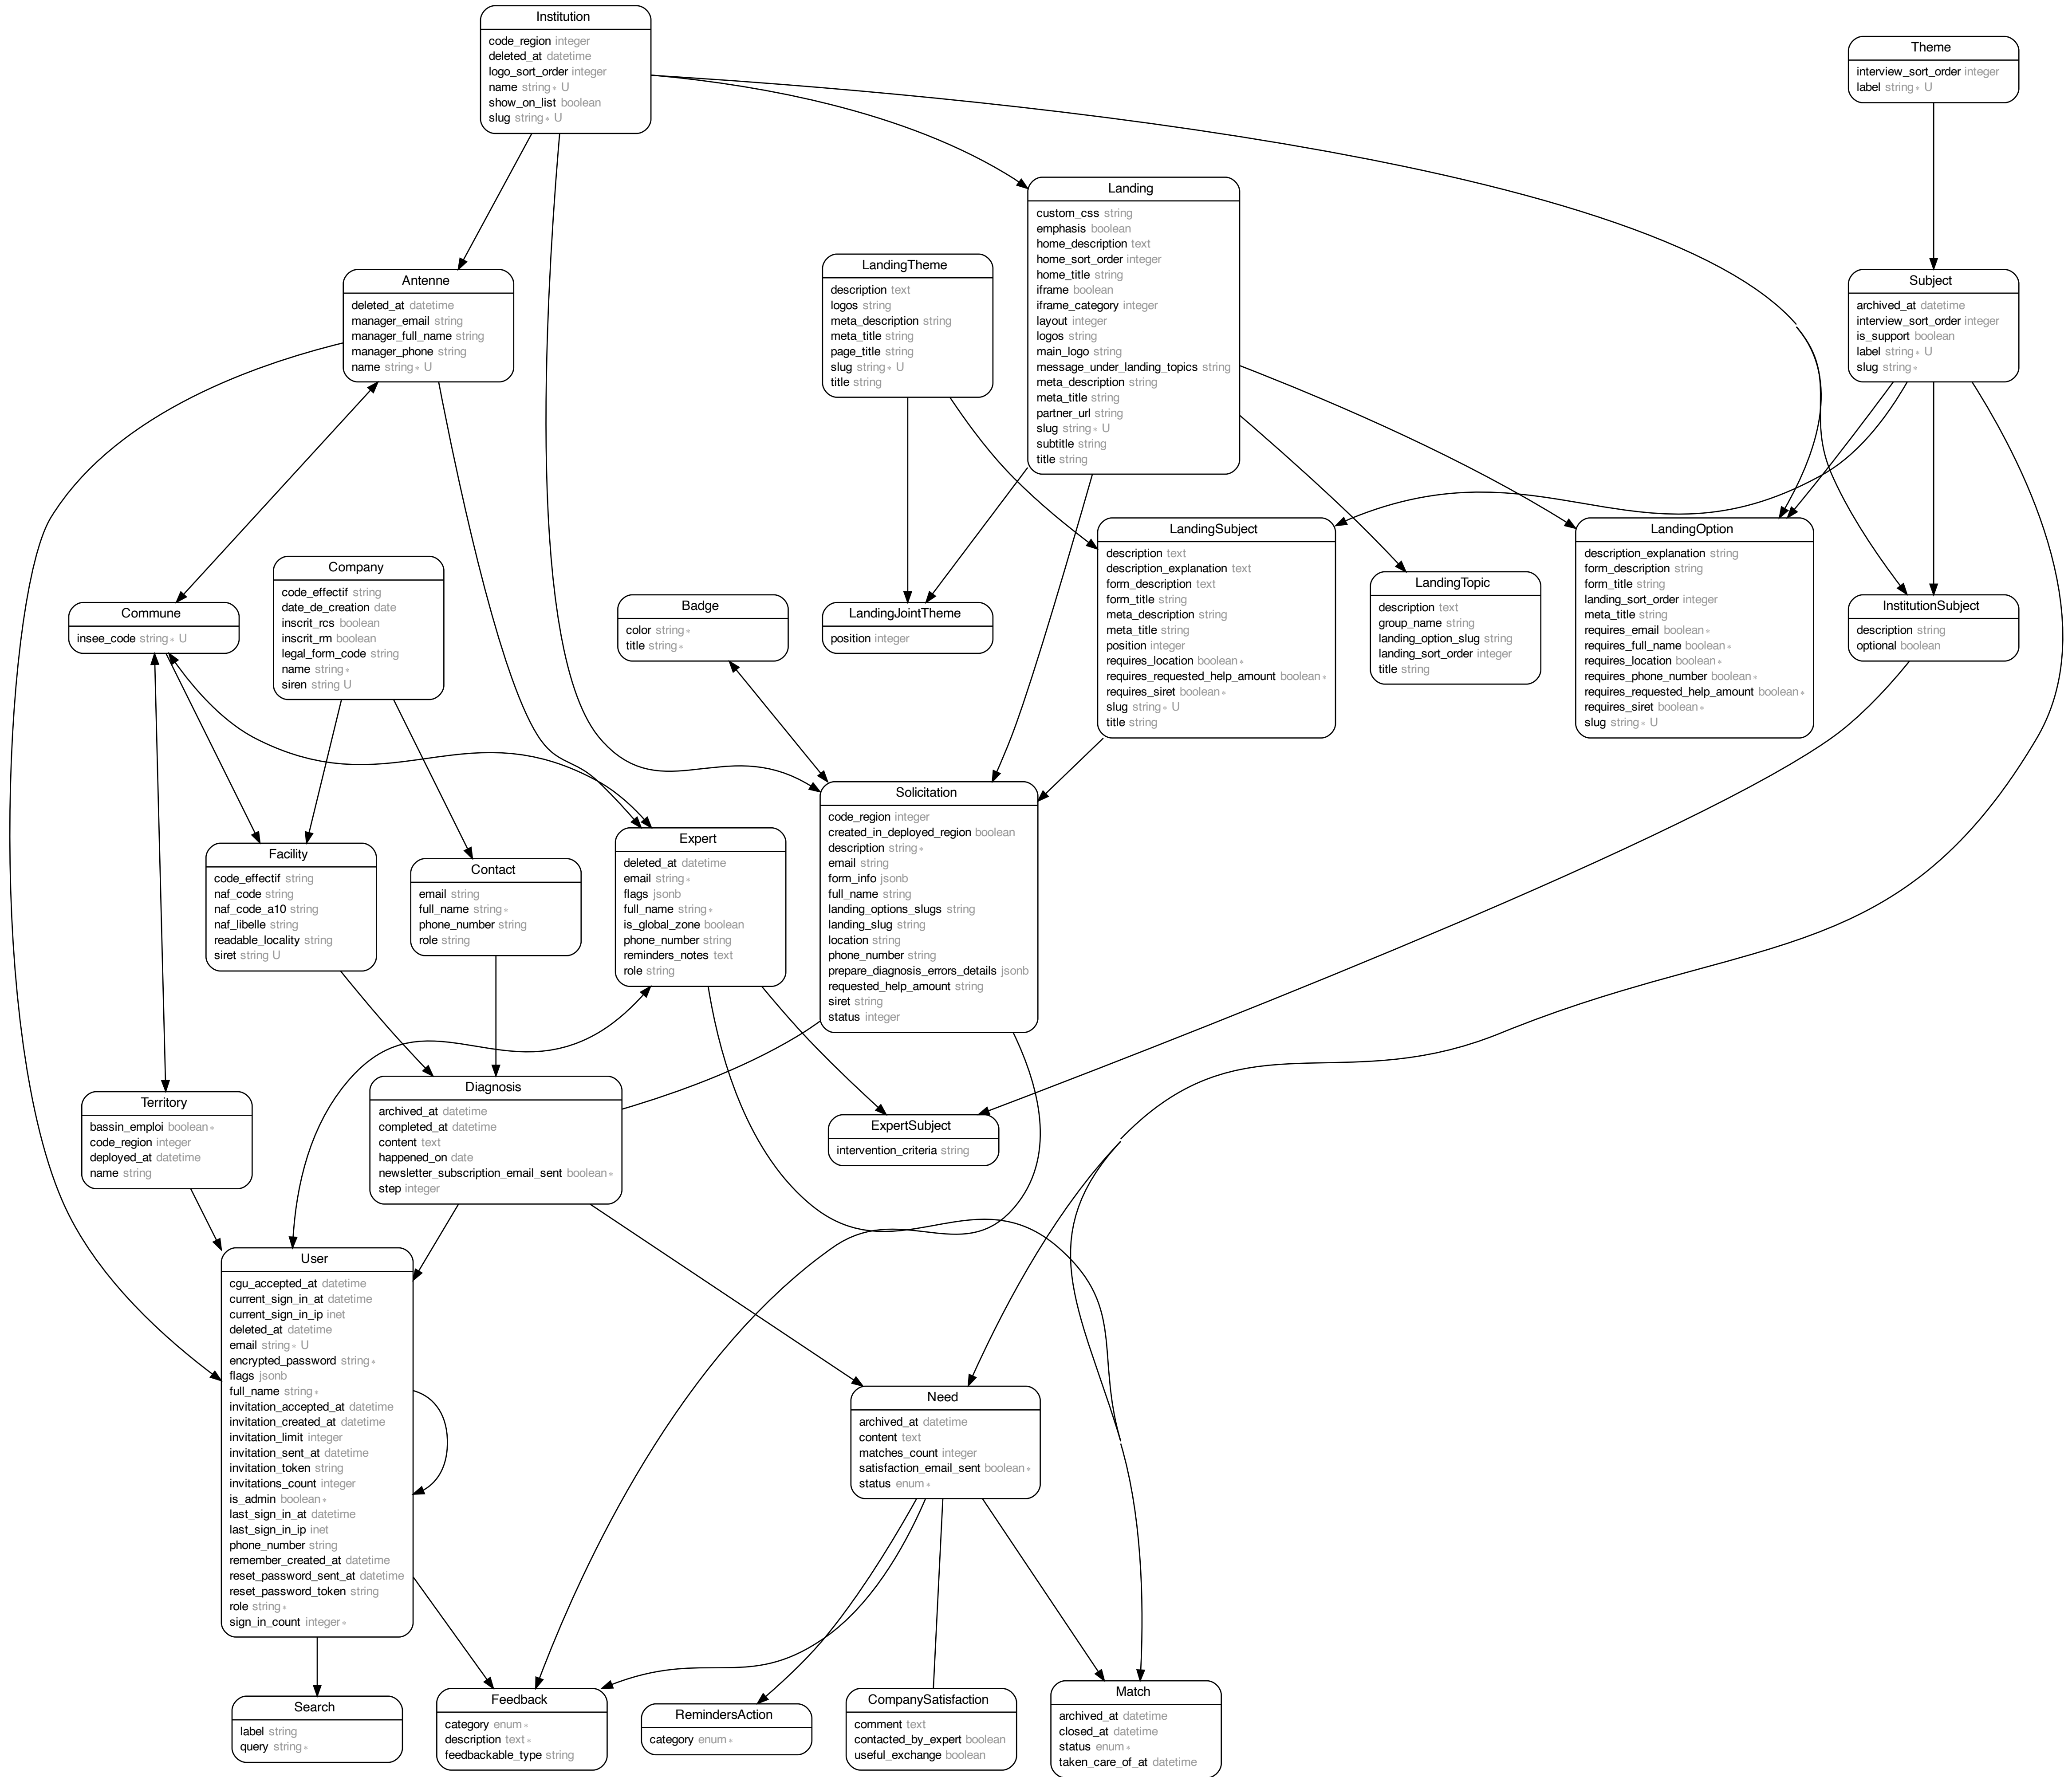 Institution
code_region integer
deleted_at datetime
logo_sort_order integer
name string∗ U
show_on_list boolean
slug string∗ U
Theme
interview_sort_order integer
label string∗ U
Landing
custom_css string
emphasis boolean
home_description text
home_sort_order integer
home_title string
iframe boolean
iframe_category integer
layout integer
logos string
main_logo string
message_under_landing_topics string
meta_description string
meta_title string
partner_url string
slug string∗ U
subtitle string
title string
LandingTheme
description text
logos string
meta_description string
meta_title string
page_title string
slug string∗ U
title string
Antenne
deleted_at datetime
manager_email string
manager_full_name string
manager_phone string
name string∗ U
Subject
archived_at datetime
interview_sort_order integer
is_support boolean
label string∗ U
slug string∗
Company
code_effectif string
date_de_creation date
inscrit_rcs boolean
inscrit_rm boolean
legal_form_code string
name string∗
siren string U
Commune
insee_code string∗ U
Badge
color string∗
title string∗
LandingJointTheme
position integer
LandingSubject
description text
description_explanation text
form_description text
form_title string
meta_description string
meta_title string
position integer
requires_location boolean∗
requires_requested_help_amount boolean∗
requires_siret boolean∗
slug string∗ U
title string
LandingTopic
description text
group_name string
landing_option_slug string
landing_sort_order integer
title string
LandingOption
description_explanation string
form_description string
form_title string
landing_sort_order integer
meta_title string
requires_email boolean∗
requires_full_name boolean∗
requires_location boolean∗
requires_phone_number boolean∗
requires_requested_help_amount boolean∗
requires_siret boolean∗
slug string∗ U
InstitutionSubject
description string
optional boolean
Facility
code_effectif string
naf_code string
naf_code_a10 string
naf_libelle string
readable_locality string
siret string U
Contact
email string
full_name string∗
phone_number string
role string
Expert
deleted_at datetime
email string∗
flags jsonb
full_name string∗
is_global_zone boolean
phone_number string
reminders_notes text
role string
Solicitation
code_region integer
created_in_deployed_region boolean
description string∗
email string
form_info jsonb
full_name string
landing_options_slugs string
landing_slug string
location string
phone_number string
prepare_diagnosis_errors_details jsonb
requested_help_amount string
siret string
status integer
Territory
bassin_emploi boolean∗
code_region integer
deployed_at datetime
name string
Diagnosis
archived_at datetime
completed_at datetime
content text
happened_on date
newsletter_subscription_email_sent boolean∗
step integer
ExpertSubject
intervention_criteria string
User
cgu_accepted_at datetime
current_sign_in_at datetime
current_sign_in_ip inet
deleted_at datetime
email string∗ U
encrypted_password string∗
flags jsonb
full_name string∗
invitation_accepted_at datetime
invitation_created_at datetime
invitation_limit integer
invitation_sent_at datetime
invitation_token string
invitations_count integer
is_admin boolean∗
last_sign_in_at datetime
last_sign_in_ip inet
phone_number string
remember_created_at datetime
reset_password_sent_at datetime
reset_password_token string
role string∗
sign_in_count integer∗
Need
archived_at datetime
content text
matches_count integer
satisfaction_email_sent boolean∗
status enum∗
Search
label string
query string∗
Feedback
category enum∗
description text∗
feedbackable_type string
RemindersAction
category enum∗
CompanySatisfaction
comment text
contacted_by_expert boolean
useful_exchange boolean
Match
archived_at datetime
closed_at datetime
status enum∗
taken_care_of_at datetime